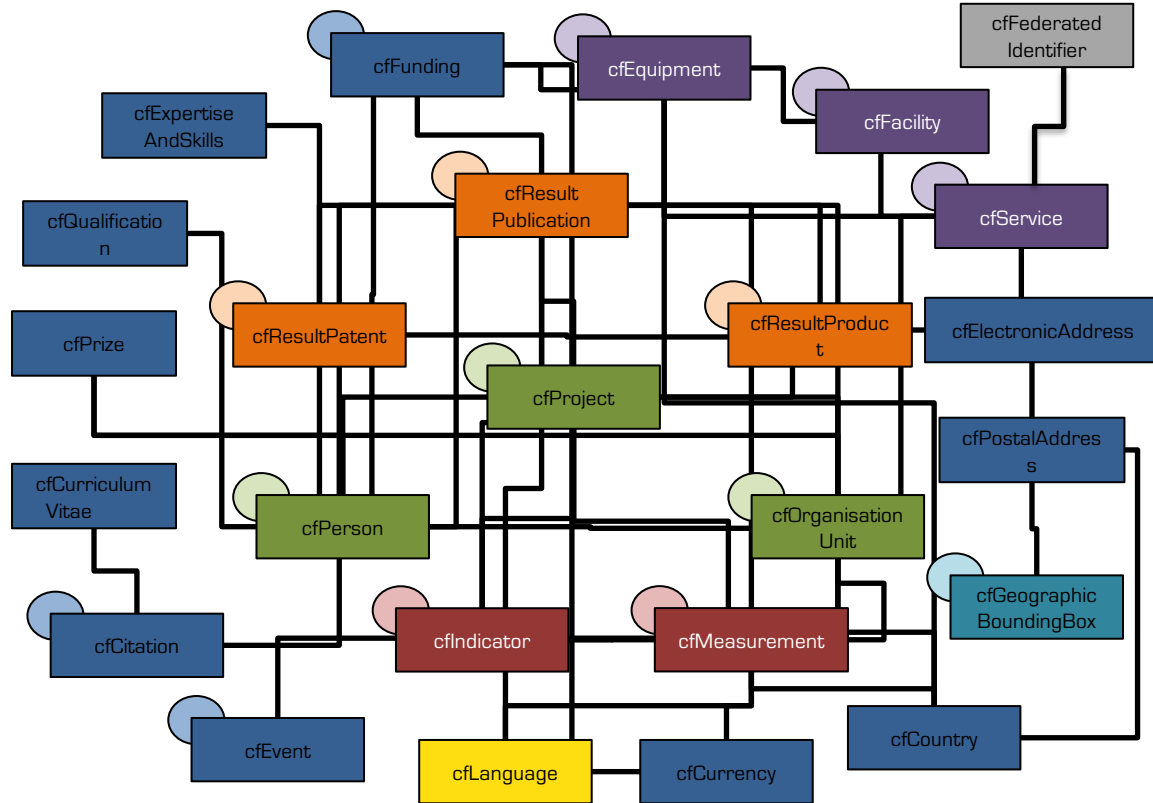 cfFederated
Identifier
cfFunding
cfEquipment
cfExpertise
AndSkills
cfFacility
cfResult
Publication
cfQualificatio
n
cfService
cfResultPatent
cfResultProduc
t
cfElectronicAddress
cfPrize
cfProject
cfPostalAddres
s
cfCurriculum
Vitae
cfPerson
cfOrganisation
Unit
cfGeographic
BoundingBox
cfCitation
cfIndicator
cfMeasurement
cfEvent
cfLanguage
cfCurrency
cfCountry